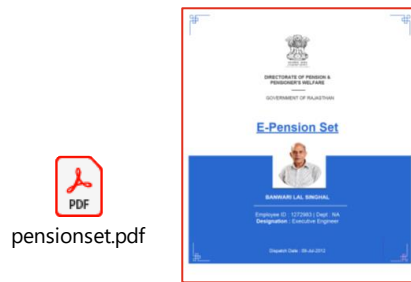 PDF
pensionset.pdf
DIRECTORATE OF PENSION &
PENSIONER'S WELFARE
GOVERNMENT OF RAJASTHAN
E-Pension Set
BANWARI LAL SINGHAL
Employee ID : 1272983 | Dept : NA
Designation : Executive Engineer
Dispatch Date: 09-Jul-2012